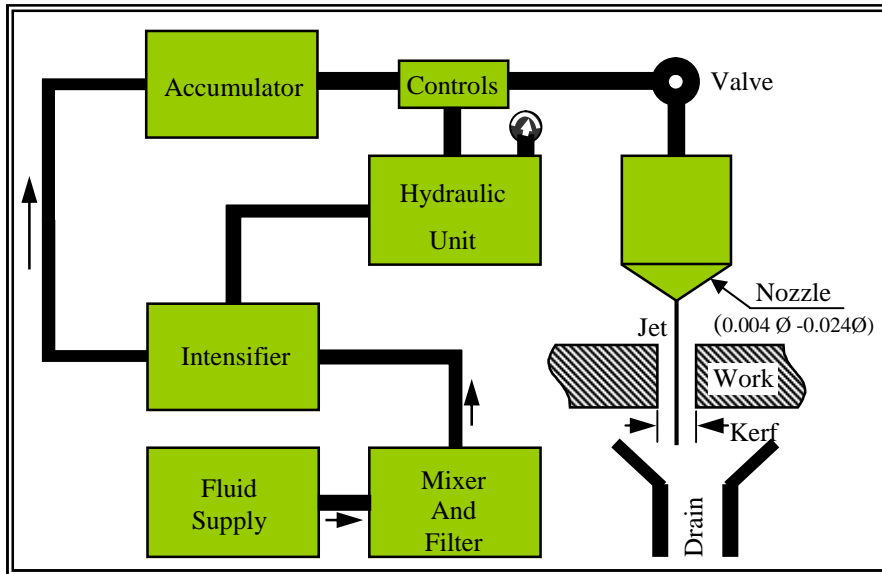 Accumulator
Controls
Valve
Hydraulic
Unit
Nozzle
(0.004 Ø -0.024Ø)
Jet
Intensifier
Work
Kerf
Fluid
Supply
Mixer
And
Filter
Drain